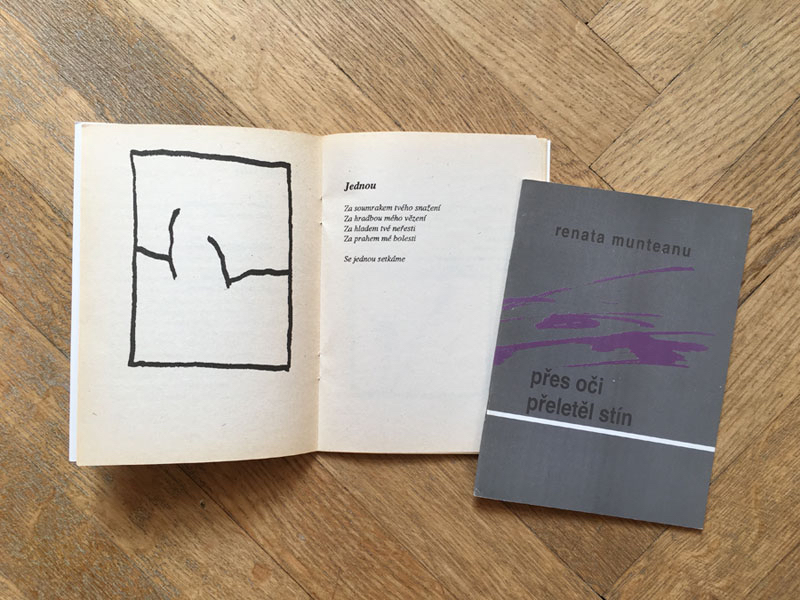 Jednou
Za soumrakem tvého snažení
Za hradbou mého vězení
Za hladem tvé neřesti
Za prahem mé bolesti
Se jednou setkáme
renata munteanu
přes oči
přeletěl stín